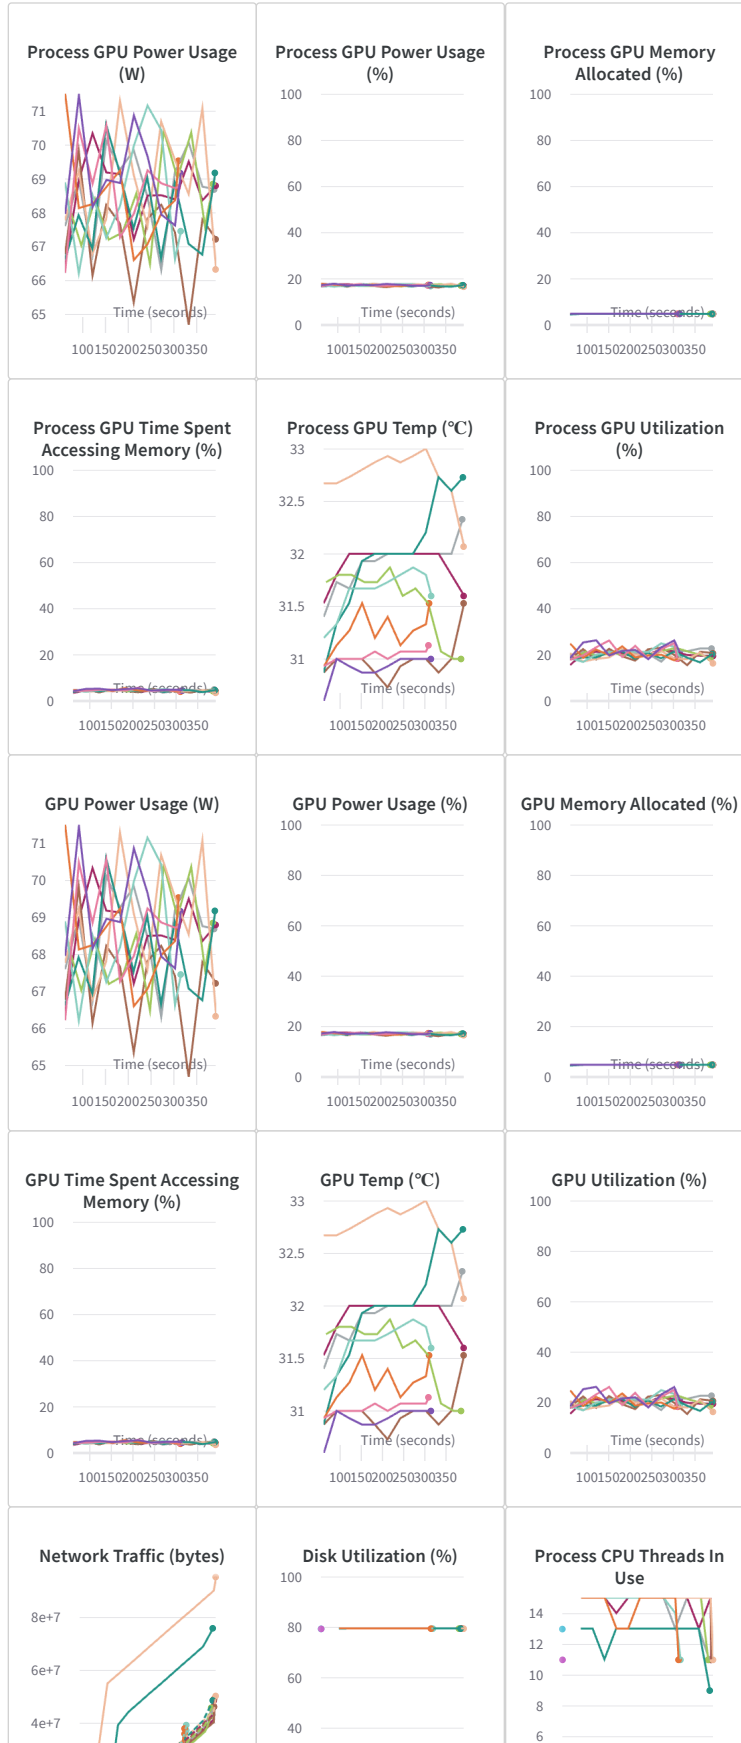 Process GPU Power Usage
(W)
71
70
69
68
67
66
65
Time (seconds)
100150200250300350
Process GPU Power Usage
(%)
100
80
60
40
20
0
Time (seconds)
100150200250300350
Process GPU Memory
Allocated (%)
100
80
60
40
20
0
Time (seconds)
100150200250300350
Process GPU Time Spent
Accessing Memory (%)
100
80
60
40
20
0
Time (seconds)
100150200250300350
Process GPU Temp (℃)
33
32.5
32
31.5
31
Time (seconds)
100150200250300350
Process GPU Utilization
(%)
100
80
60
40
20
0
Time (seconds)
100150200250300350
GPU Power Usage (W)
71
70
69
68
67
66
65
Time (seconds)
100150200250300350
GPU Power Usage (%)
100
80
60
40
20
0
Time (seconds)
100150200250300350
GPU Memory Allocated (%)
100
80
60
40
20
0
Time (seconds)
100150200250300350
GPU Time Spent Accessing
Memory (%)
100
80
60
40
20
0
Time (seconds)
100150200250300350
GPU Temp (℃)
33
32.5
32
31.5
31
Time (seconds)
100150200250300350
GPU Utilization (%)
100
80
60
40
20
0
Time (seconds)
100150200250300350
Network Traffic (bytes)
8e+7
6e+7
4e+7
Disk Utilization (%)
100
80
60
40
Process CPU Threads In
Use
14
12
10
8
6